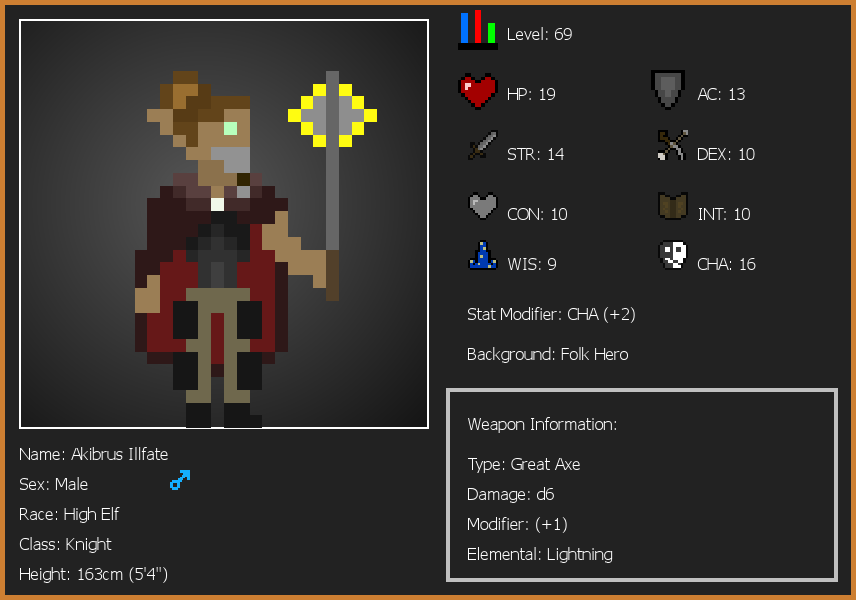 Level: 69
HP: 19
AC: 13
STR: 14
DEX: 10
CON: 10
INT: 10
WIS: 9
CHA: 16
Stat Modifier: CHA (+2)
Background: Folk Hero
Weapon Information:
Type: Great Axe
Damage: d6
Modifier: (+1)
Elemental: Lightning
Name: Akibrus Illfate
Sex: Male
Race: High Elf
Class: Knight
Height: 163cm (5'4")